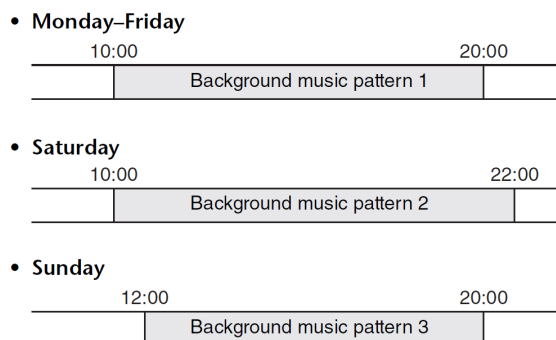 • Monday–Friday
10:00 20:00
Background music pattern 1
• Saturday
10:00 22:00
Background music pattern 2
• Sunday
12:00 20:00
Background music pattern 3